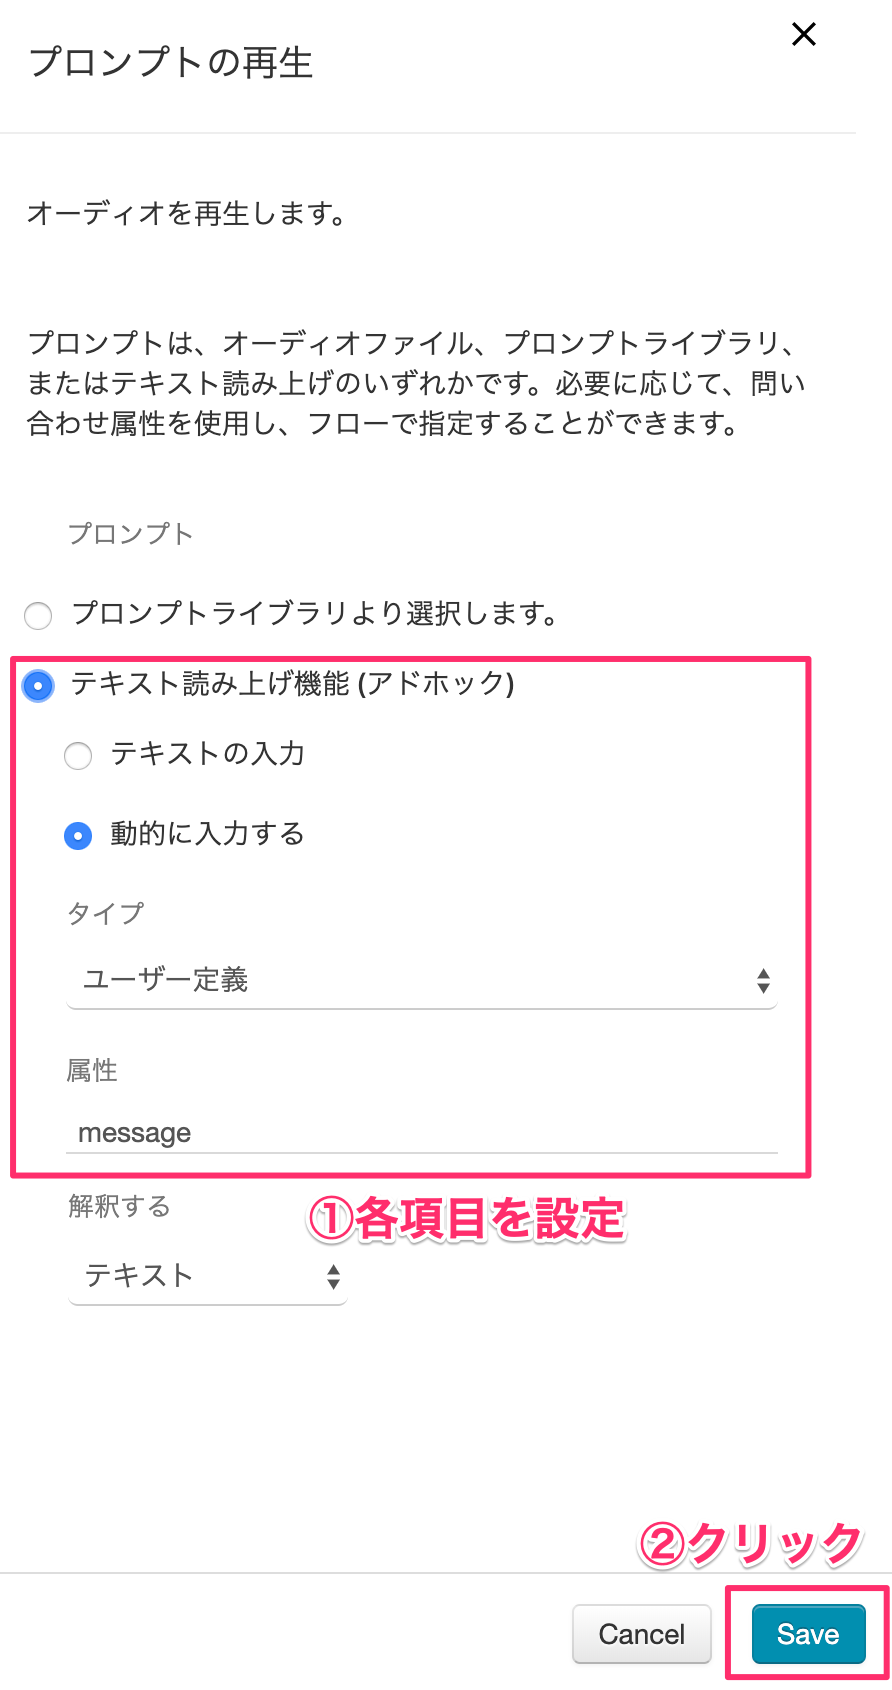 プロンプトの再生
オーディオを再生します。
プロンプトは、オーディオファイル、プロンプトライブラリ、
またはテキスト読み上げのいずれかです。必要に応じて、問い
合わせ属性を使用し、フローで指定することができます。
プロンプト
プロンプトライブラリより選択します。
テキスト読み上げ機能 (アドホック)
テキストの入力
動的に入力する
タイプ
ユーザー定義
属性
message
解釈する
①各項目を設定
テキスト
②クリック
Cancel
Save